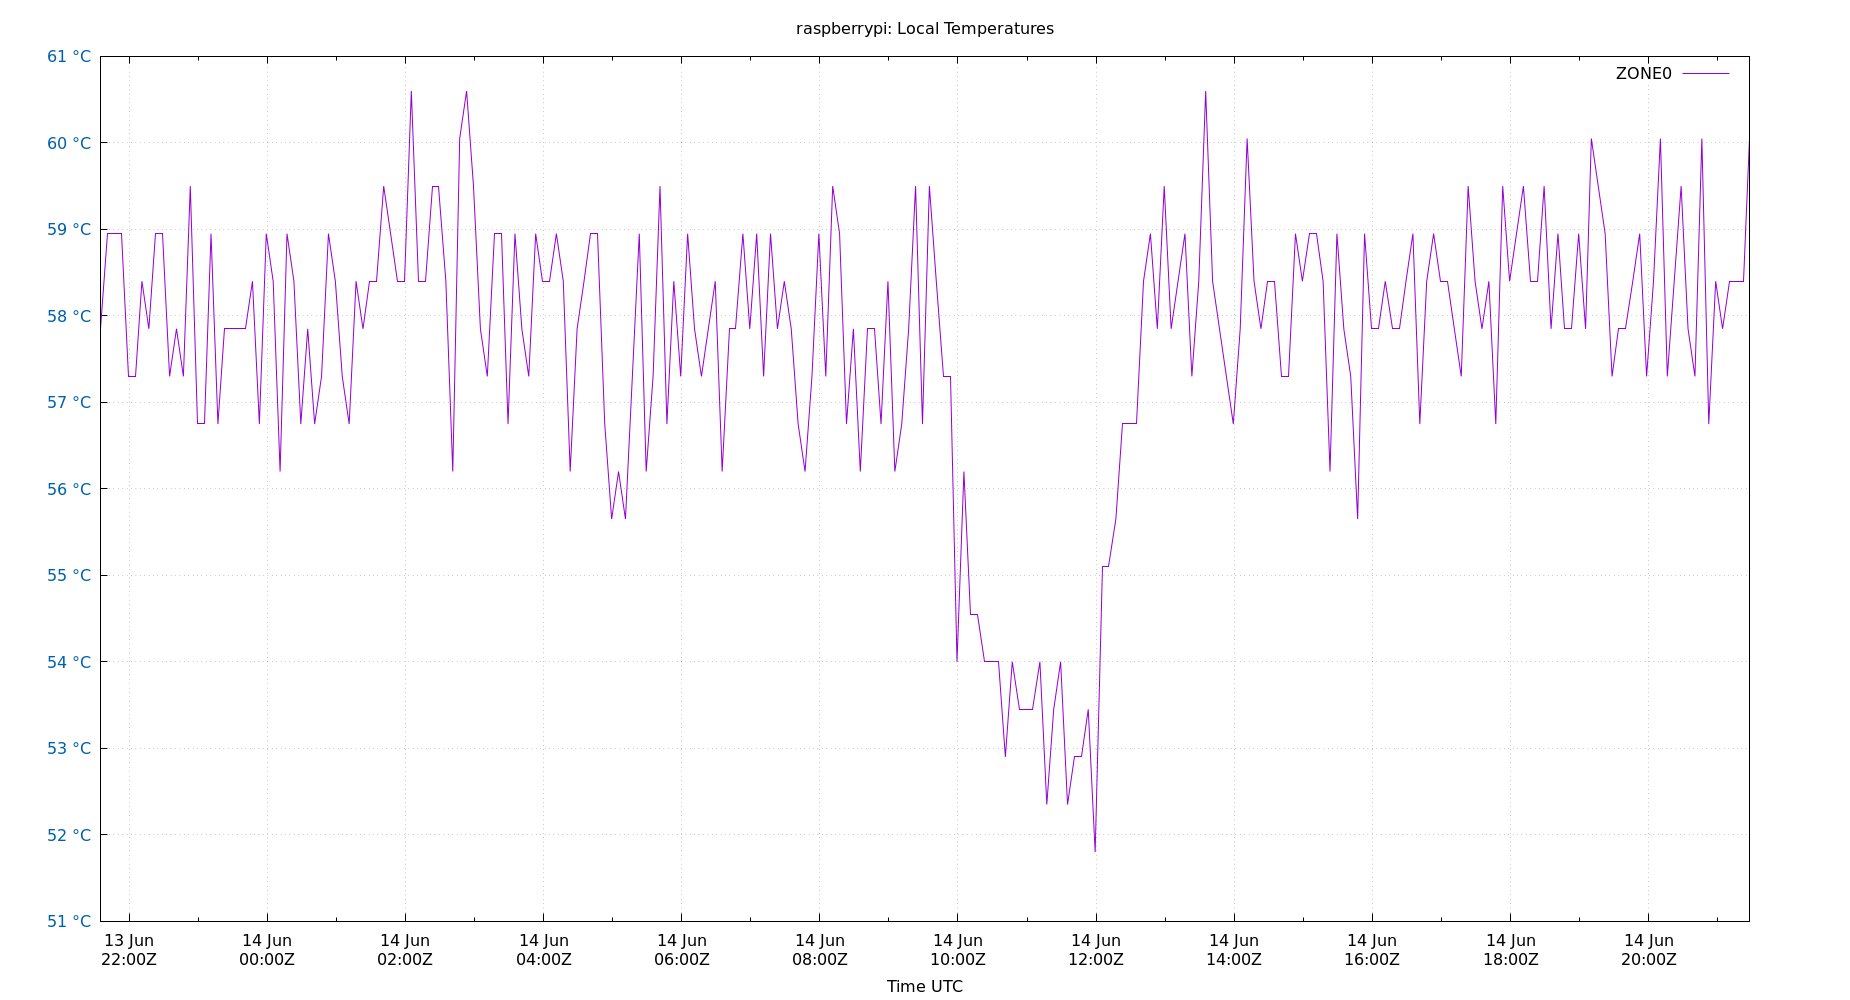 raspberrypi: Local Temperatures
ZONE0
61 °C
60 °C
59 °C
58 °C
57 °C
56 °C
55 °C
54 °C
53 °C
52 °C
51 °C
13 Jun
22:00Z
14 Jun
00:00Z
14 Jun
02:00Z
14 Jun
04:00Z
14 Jun
06:00Z
14 Jun
08:00Z
14 Jun
10:00Z
14 Jun
12:00Z
14 Jun
14:00Z
14 Jun
16:00Z
14 Jun
18:00Z
14 Jun
20:00Z
Time UTC